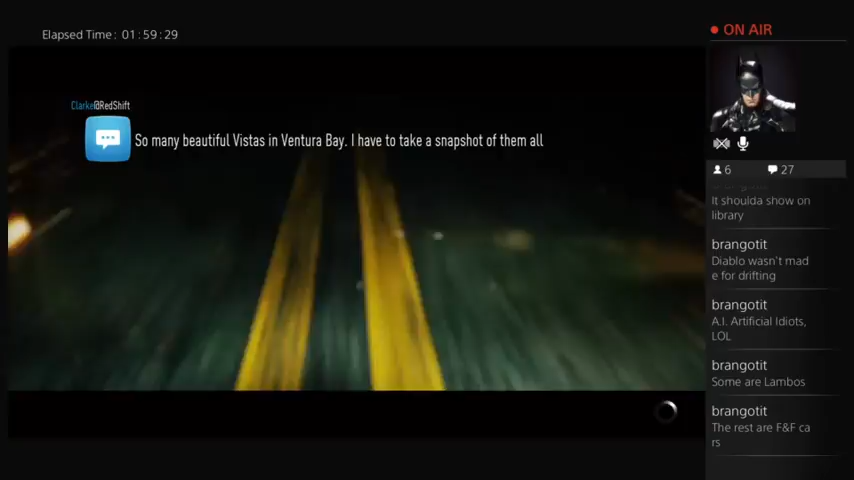 Elapsed Time: 01:59:29
ON AIR
Clarke@RedShift
So many beautiful Vistas in Ventura Bay. I have to take a snapshot of them all
6
27
It shoulda show on
library
brangotit
Diablo wasn't mad
e for drifting
brangotit
A.I. Artificial Idiots,
LOL
brangotit
Some are Lambos
brangotit
The rest are F&F ca
rs